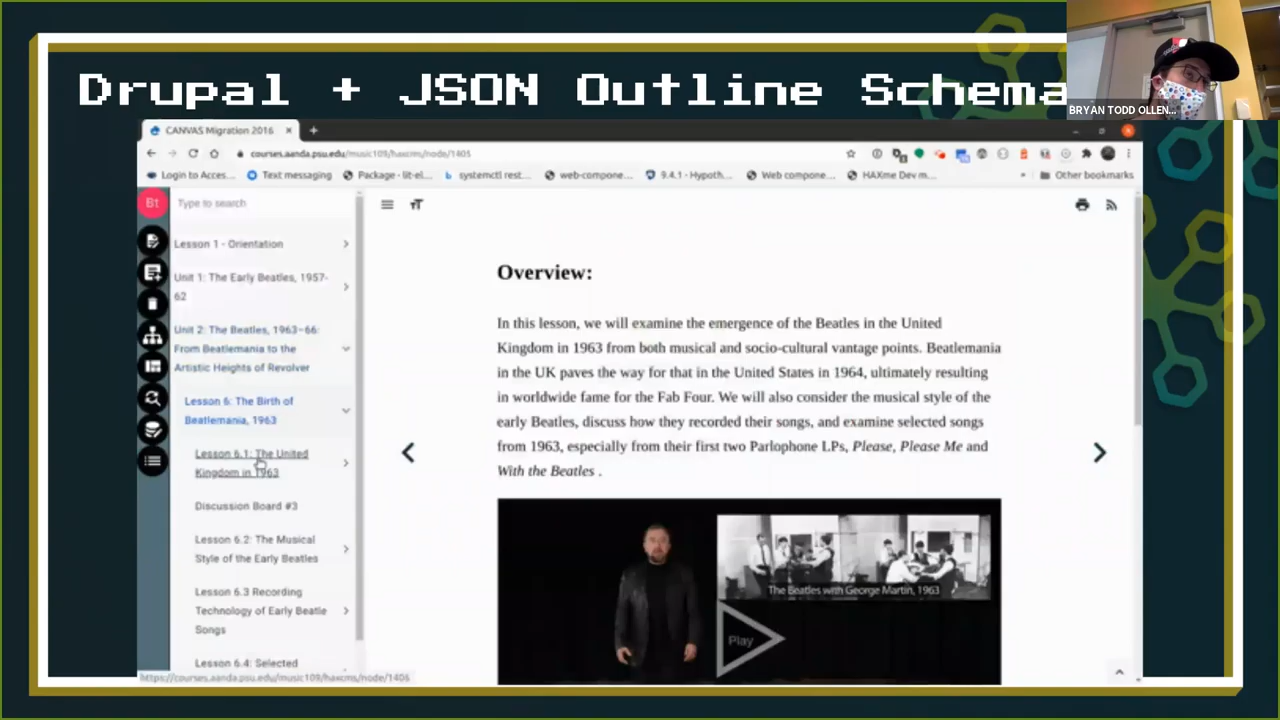 Drupal + JSON Outline Schema
BRYAN TODD OLLEN...
CANVAS Migration 2016
courses.aanda.psu.edu/music109/haxcms/node/1405
Login to Acces...
Text messaging
Package - lit-el...
systemctl rest...
web-compone...
9.4.1 - Hypoth...
Web compone...
HAXme Dev m...
Other bookmarks
Bt
Type to search
Lesson 1 - Orientation
Unit 1: The Early Beatles, 1957-
62
Unit 2: The Beatles, 1963–66:
From Beatlemania to the
Artistic Heights of Revolver
Lesson 6: The Birth of
Beatlemania, 1963
Lesson 6.1: The United
Kingdom in 1963
Discussion Board #3
Lesson 6.2: The Musical
Style of the Early Beatles
Lesson 6.3 Recording
Technology of Early Beatle
Songs
Lesson 6.4: Selected
https://courses.aanda.psu.edu/music109/haxcms/node/1406
Overview:
In this lesson, we will examine the emergence of the Beatles in the United
Kingdom in 1963 from both musical and socio-cultural vantage points. Beatlemania
in the UK paves the way for that in the United States in 1964, ultimately resulting
in worldwide fame for the Fab Four. We will also consider the musical style of the
early Beatles, discuss how they recorded their songs, and examine selected songs
from 1963, especially from their first two Parlophone LPs, Please, Please Me and
With the Beatles .
The Beatles with George Martin, 1963
Play